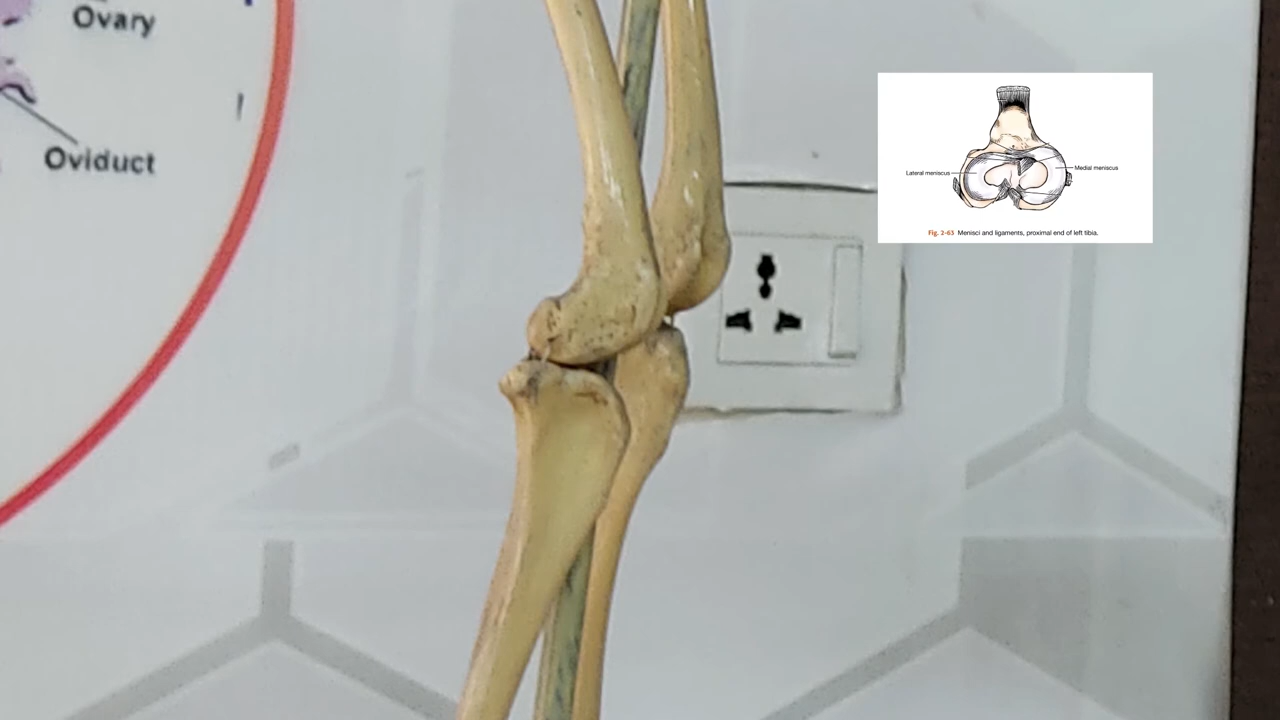 Ovary
Oviduct
Lateral meniscus
Medial meniscus
Fig. 2-63 Menisci and ligaments, proximal end of left tibia.